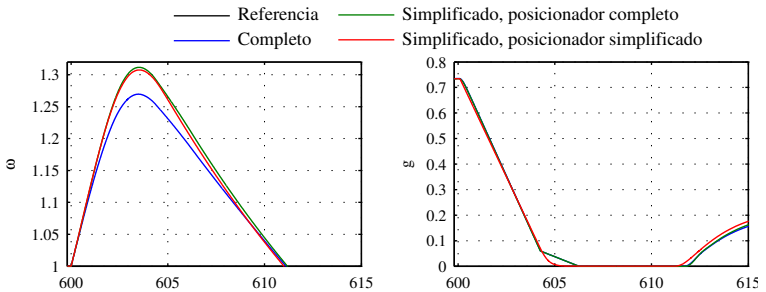 Referencia
Completo
Simplificado, posicionador completo
Simplificado, posicionador simplificado
1.3
1.25
1.2
1.15
1.1
1.05
1
ω
600 605 610 615
0.8
0.7
0.6
0.5
0.4
0.3
0.2
0.1
0
g
600 605 610 615